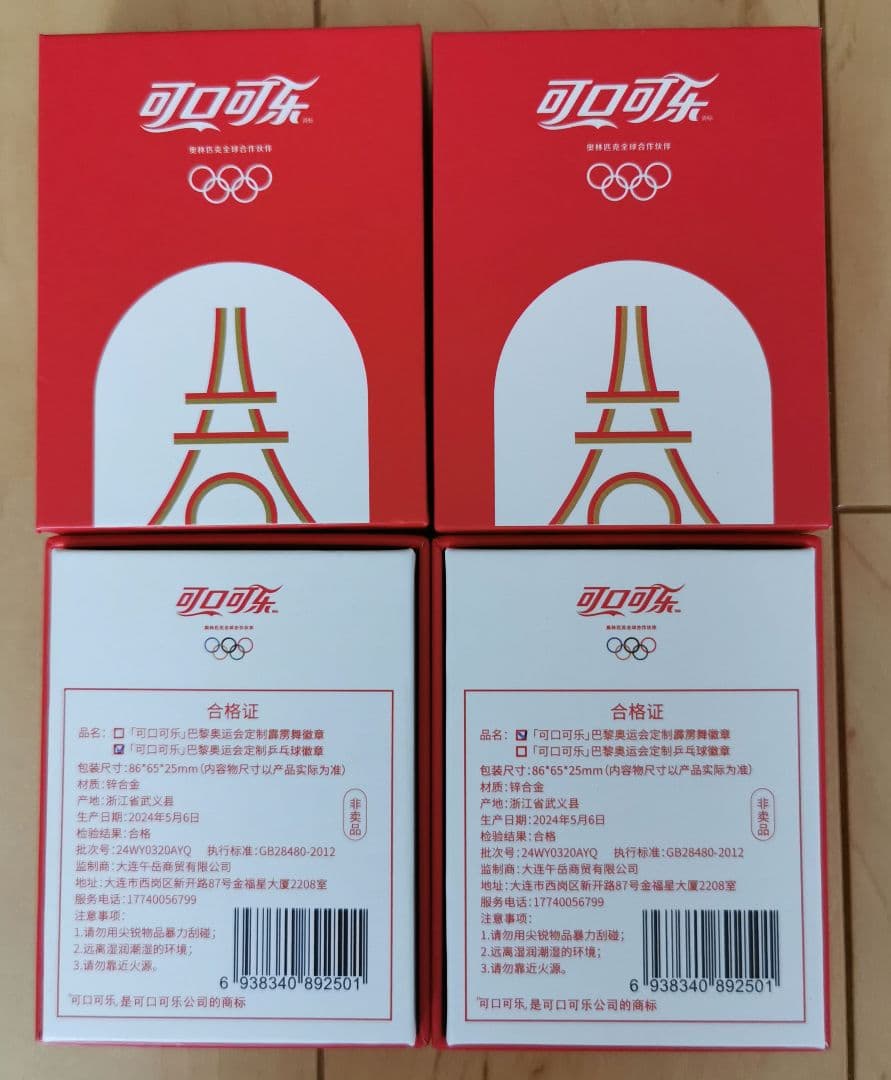 可口可乐
商标
奥林匹克全球合作伙伴
可口可乐
商标
奥林匹克全球合作伙伴
可口可乐
奥林匹克全球合作伙伴
合格证
品名：□「可口可乐」巴黎奥运会定制霹雳舞徽章
☑「可口可乐」巴黎奥运会定制乒乓球徽章
包装尺寸：86*65*25mm（内容物尺寸以产品实际为准）
材质：锌合金
产地：浙江省武义县
生产日期：2024年5月6日
检验结果：合格
批次号：24WY0320AYQ 执行标准：GB28480-2012
监制商：大连午岳商贸有限公司
地址：大连市西岗区新开路87号金福星大厦2208室
服务电话：17740056799
注意事项：
1.请勿用尖锐物品暴力刮碰；
2.远离湿润潮湿的环境；
3.请勿靠近火源。
非卖品
6 938340 892501
"可口可乐,是可口可乐公司的商标
可口可乐
奥林匹克全球合作伙伴
合格证
品名：☑「可口可乐」巴黎奥运会定制霹雳舞徽章
□「可口可乐」巴黎奥运会定制乒乓球徽章
包装尺寸：86*65*25mm（内容物尺寸以产品实际为准）
材质：锌合金
产地：浙江省武义县
生产日期：2024年5月6日
检验结果：合格
批次号：24WY0320AYQ 执行标准：GB28480-2012
监制商：大连午岳商贸有限公司
地址：大连市西岗区新开路87号金福星大厦2208室
服务电话：17740056799
注意事项：
1.请勿用尖锐物品暴力刮碰；
2.远离湿润潮湿的环境；
3.请勿靠近火源。
非卖品
6 938340 892501
"可口可乐,是可口可乐公司的商标